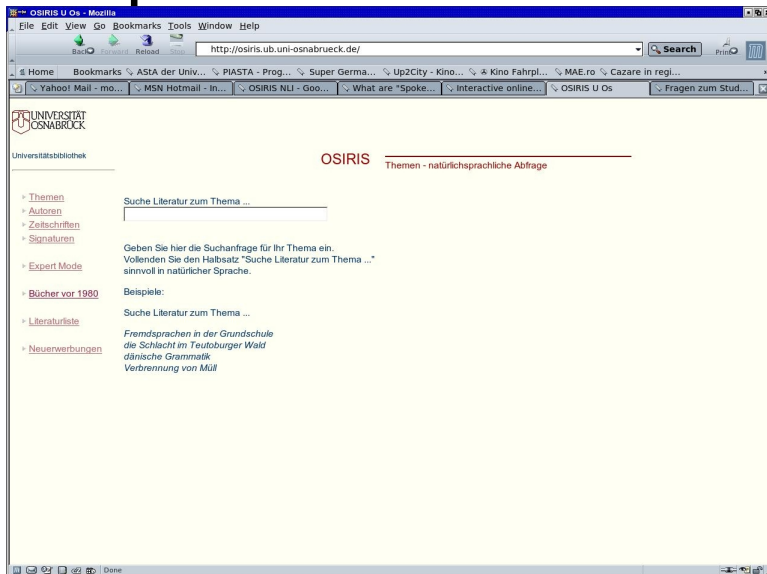 OSIRIS U Os - Mozilla
File Edit View Go Bookmarks Tools Window Help
Back Forward Reload Stop http://osiris.ub.uni-osnabrueck.de/ Search Print
Home Bookmarks AStA der Univ... PIASTA - Prog... Super Germa... Up2City - Kino... Kino Fahrpl... MAE.ro Cazare in regi...
Yahoo! Mail - mo... MSN Hotmail - In... OSIRIS NLI - Goo... What are "Spoke... Interactive online... OSIRIS U Os Fragen zum Stud...
UNIVERSITÄT
OSNABRÜCK
Universitätsbibliothek
OSIRIS Themen - natürlichsprachliche Abfrage
Themen
Autoren
Zeitschriften
Signaturen
Expert Mode
Bücher vor 1980
Literaturliste
Neuerwerbungen
Suche Literatur zum Thema ...
Geben Sie hier die Suchanfrage für Ihr Thema ein.
Vollenden Sie den Halbsatz "Suche Literatur zum Thema ..."
sinnvoll in natürlicher Sprache.
Beispiele:
Suche Literatur zum Thema ...
Fremdsprachen in der Grundschule
die Schlacht im Teutoburger Wald
dänische Grammatik
Verbrennung von Müll
Done